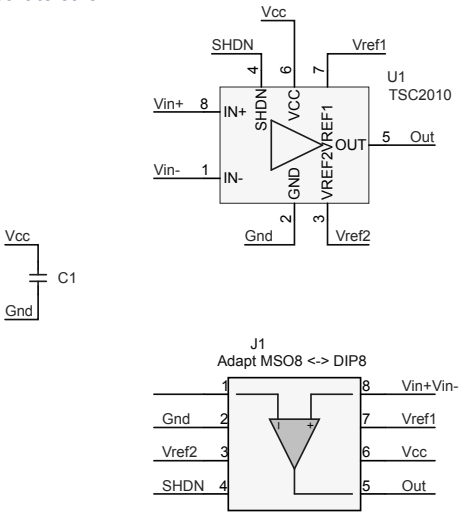 Vcc
SHDN
Vref1
4
6
7
U1
TSC2010
SHDN
VCC
VREF1
Vin+ 8 IN+
OUT 5 Out
Vin- 1 IN-
GND
VREF2
2
3
Gnd
Vref2
Vcc
C1
Gnd
J1
Adapt MSO8 <-> DIP8
1
8 Vin+Vin-
- +
Gnd 2
7 Vref1
Vref2 3
6 Vcc
SHDN 4
5 Out